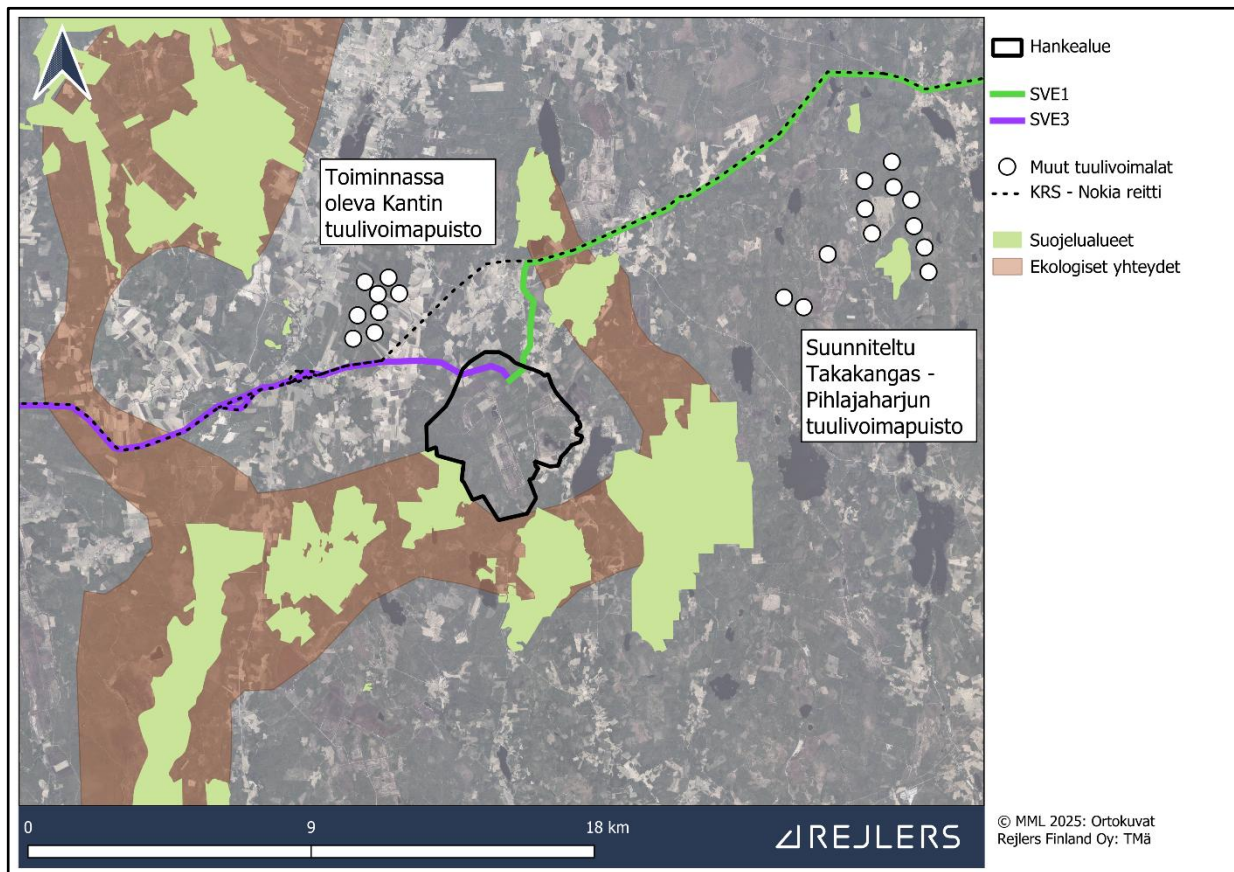 Toiminnassa
oleva Kantin
tuulivoimapuisto
Suunniteltu
Takakangas -
Pihlajaharjun
tuulivoimapuisto
Hankealue
SVE1
SVE3
Muut tuulivoimalat
KRS - Nokia reitti
Suojelualueet
Ekologiset yhteydet
0
9
18 km
REJLERS
© MML 2025: Ortokuvat
Rejlers Finland Oy: TMä